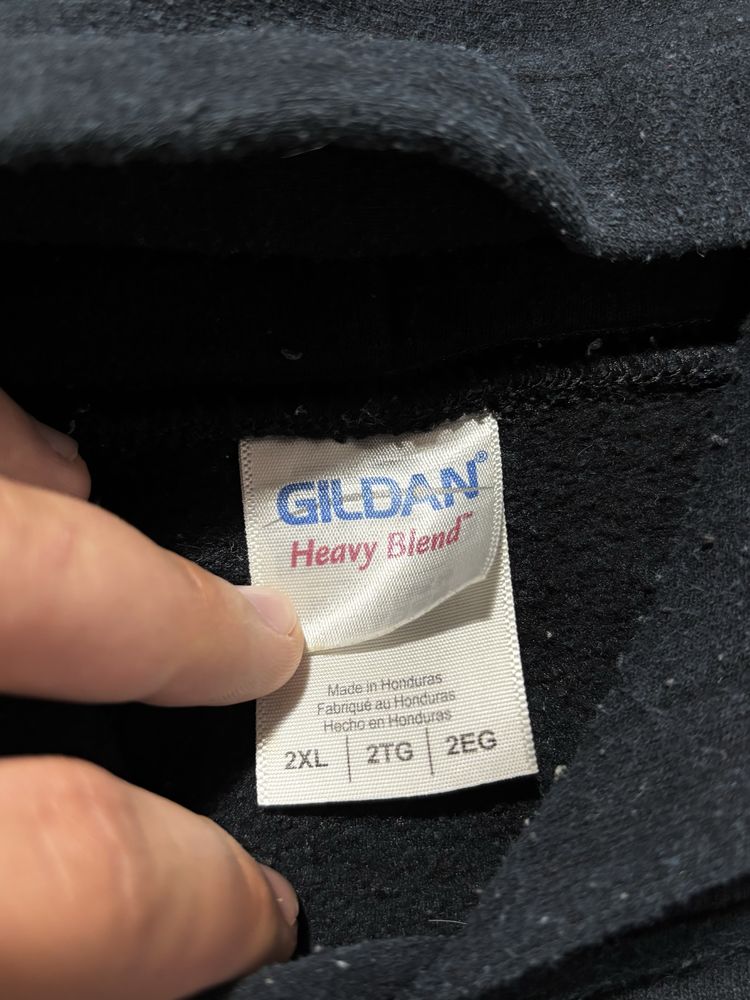 GILDAN®
Heavy Blend™
Made in Honduras
Fabriqué au Honduras
Hecho en Honduras
2XL | 2TG | 2EG